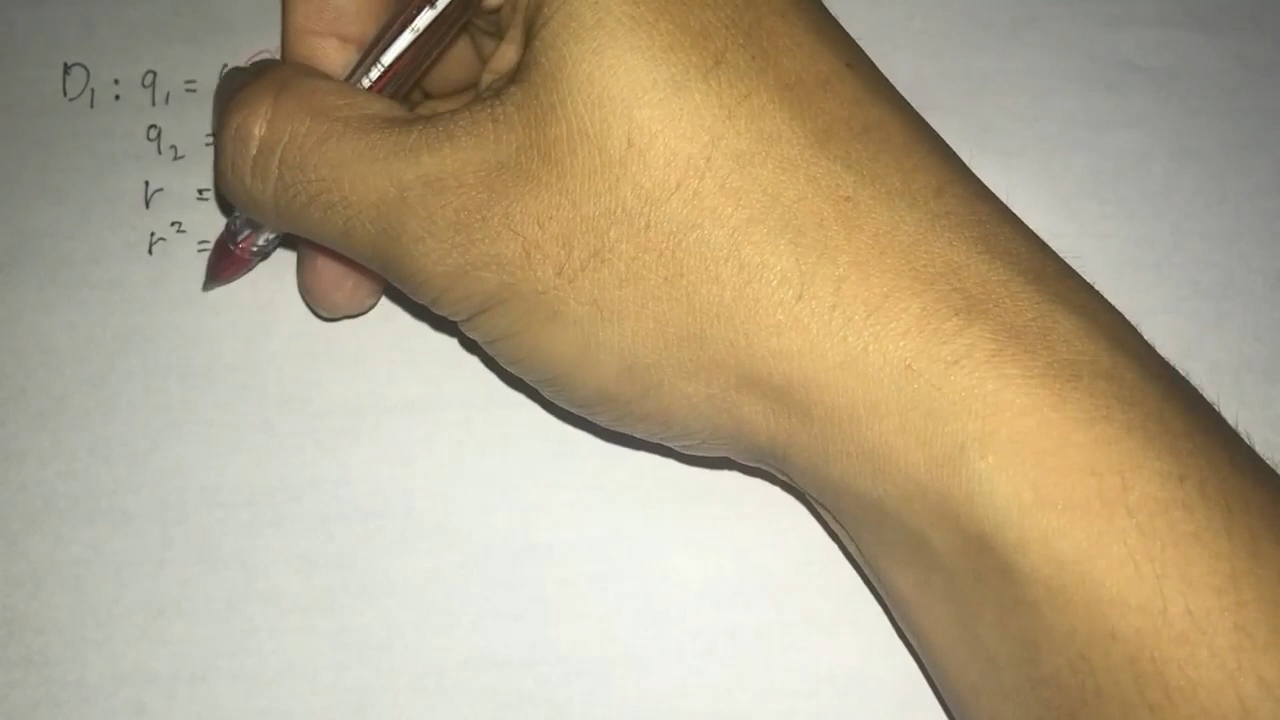 D₁ : q₁ =
q₂ =
r =
r² =